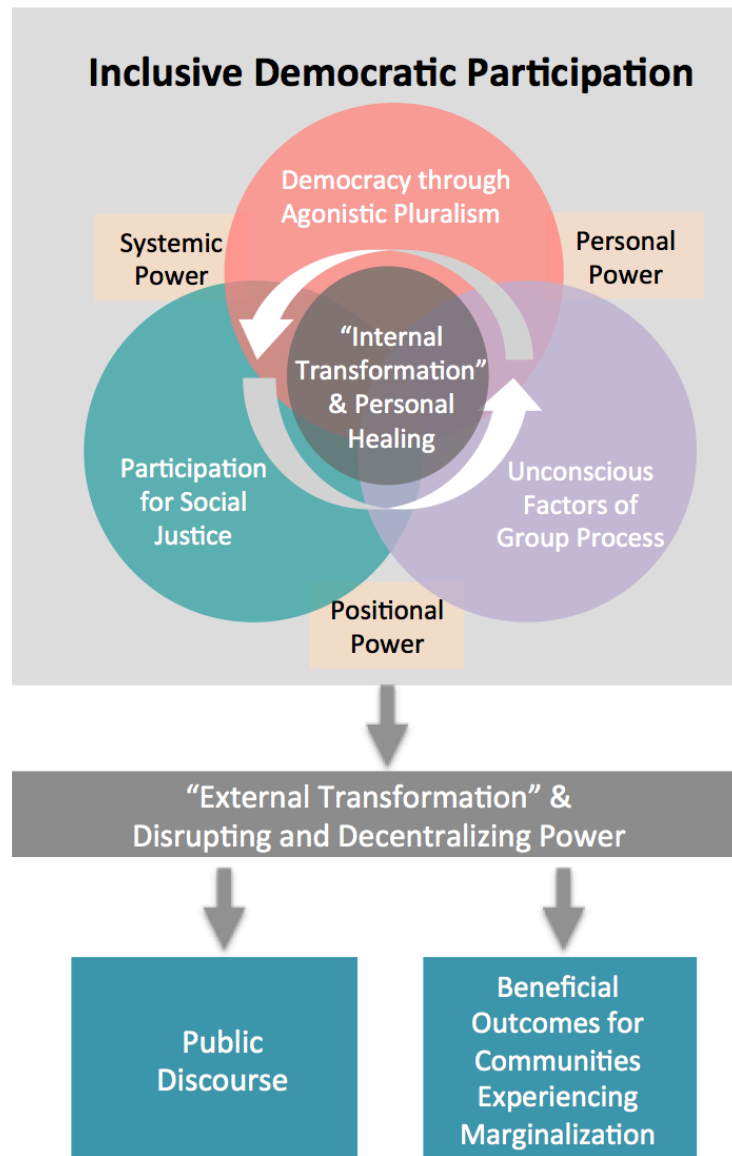 Inclusive Democratic Participation
Democracy through
Agonistic Pluralism
Systemic
Power
Personal
Power
“Internal
Transformation”
& Personal
Healing
Participation
for Social
Justice
Unconscious
Factors of
Group Process
Positional
Power
“External Transformation” &
Disrupting and Decentralizing Power
Public
Discourse
Beneficial
Outcomes for
Communities
Experiencing
Marginalization